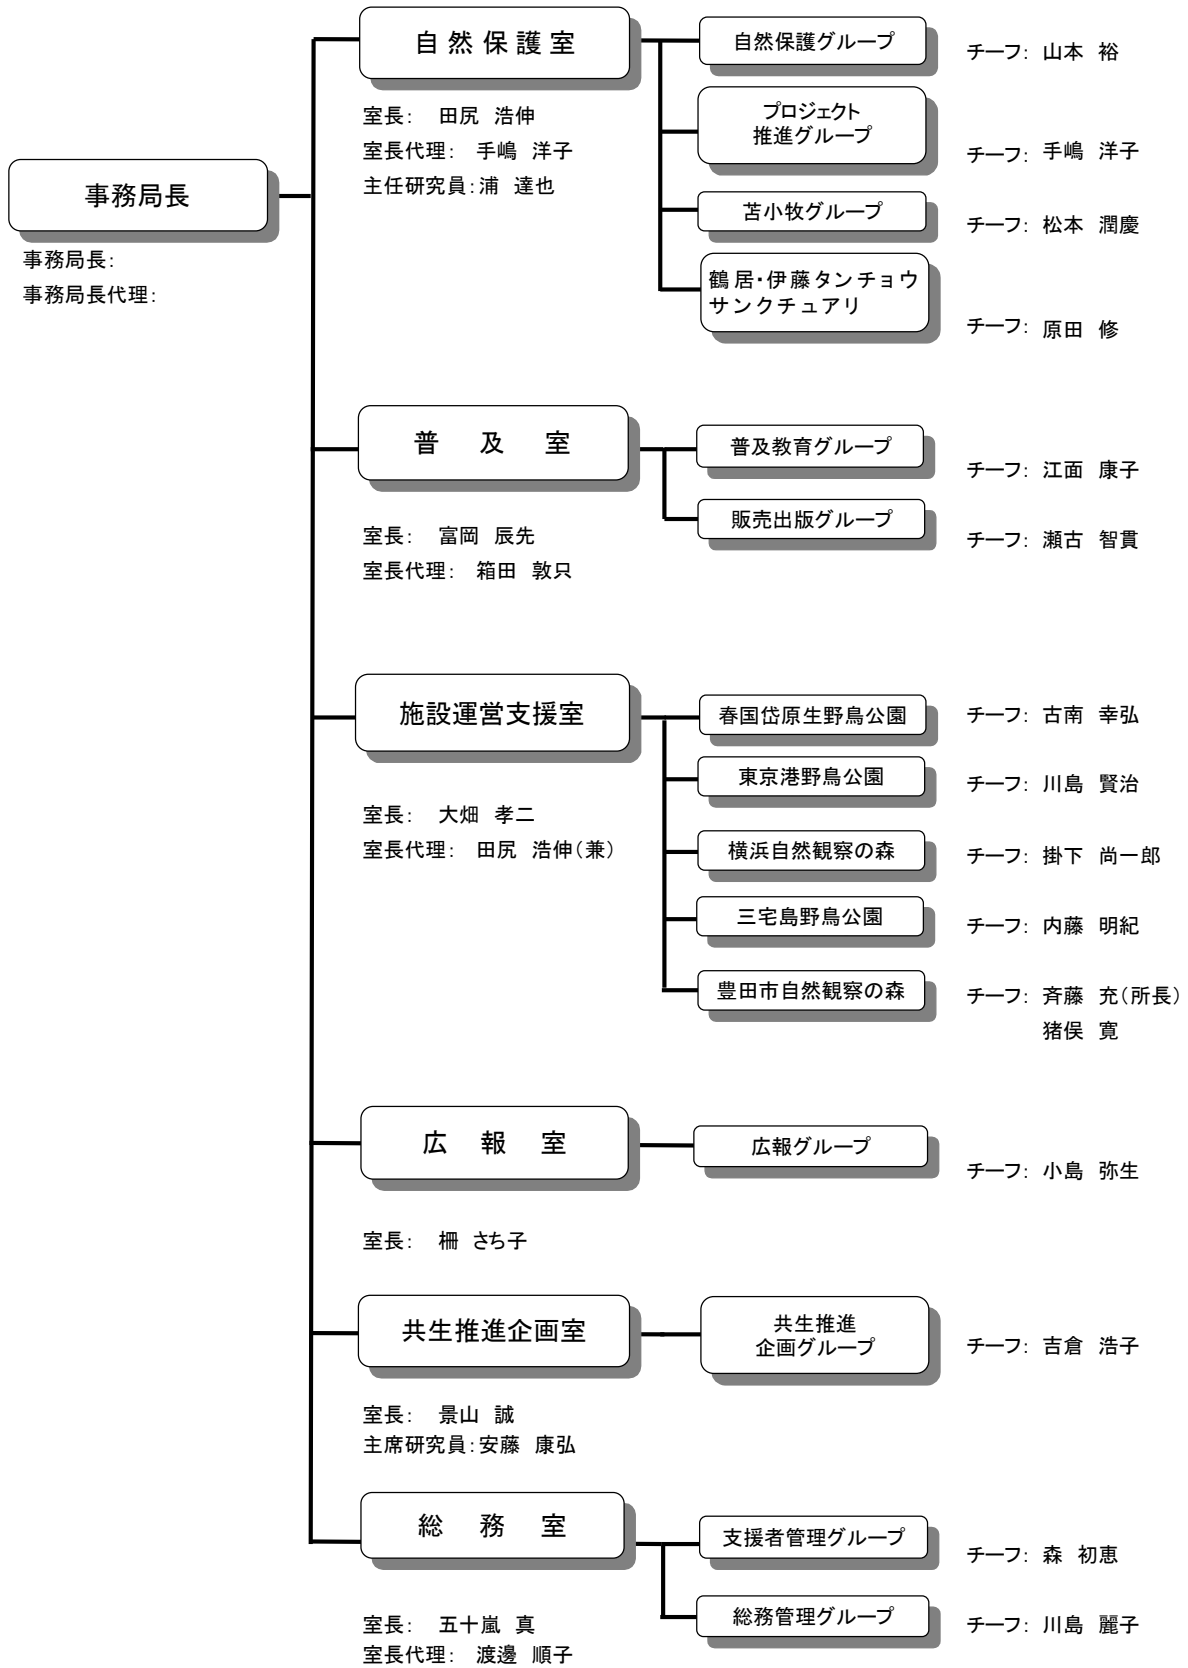 事務局長
事務局長:
事務局長代理:
自然保護室
室長: 田尻 浩伸
室長代理: 手嶋 洋子
主任研究員:浦 達也
自然保護グループ
チーフ: 山本 裕
プロジェクト
推進グループ
チーフ: 手嶋 洋子
苫小牧グループ
チーフ: 松本 潤慶
鶴居・伊藤タンチョウ
サンクチュアリ
チーフ: 原田 修
普 及 室
室長: 富岡 辰先
室長代理: 箱田 敦只
普及教育グループ
チーフ: 江面 康子
販売出版グループ
チーフ: 瀬古 智貫
施設運営支援室
室長: 大畑 孝二
室長代理: 田尻 浩伸(兼)
春国岱原生野鳥公園
チーフ: 古南 幸弘
東京港野鳥公園
チーフ: 川島 賢治
横浜自然観察の森
チーフ: 掛下 尚一郎
三宅島野鳥公園
チーフ: 内藤 明紀
豊田市自然観察の森
チーフ: 斉藤 充(所長)
猪俣 寛
広 報 室
室長: 柵 さち子
広報グループ
チーフ: 小島 弥生
共生推進企画室
室長: 景山 誠
主席研究員:安藤 康弘
共生推進
企画グループ
チーフ: 吉倉 浩子
総 務 室
室長: 五十嵐 真
室長代理: 渡邊 順子
支援者管理グループ
チーフ: 森 初恵
総務管理グループ
チーフ: 川島 麗子